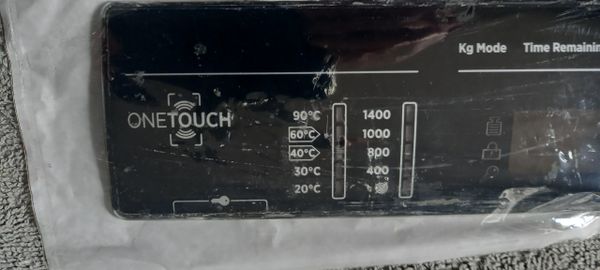 Kg Mode Time Remainin
ONETOUCH
90°C 1400
60°C 1000
40°C 800
30°C 400
20°C